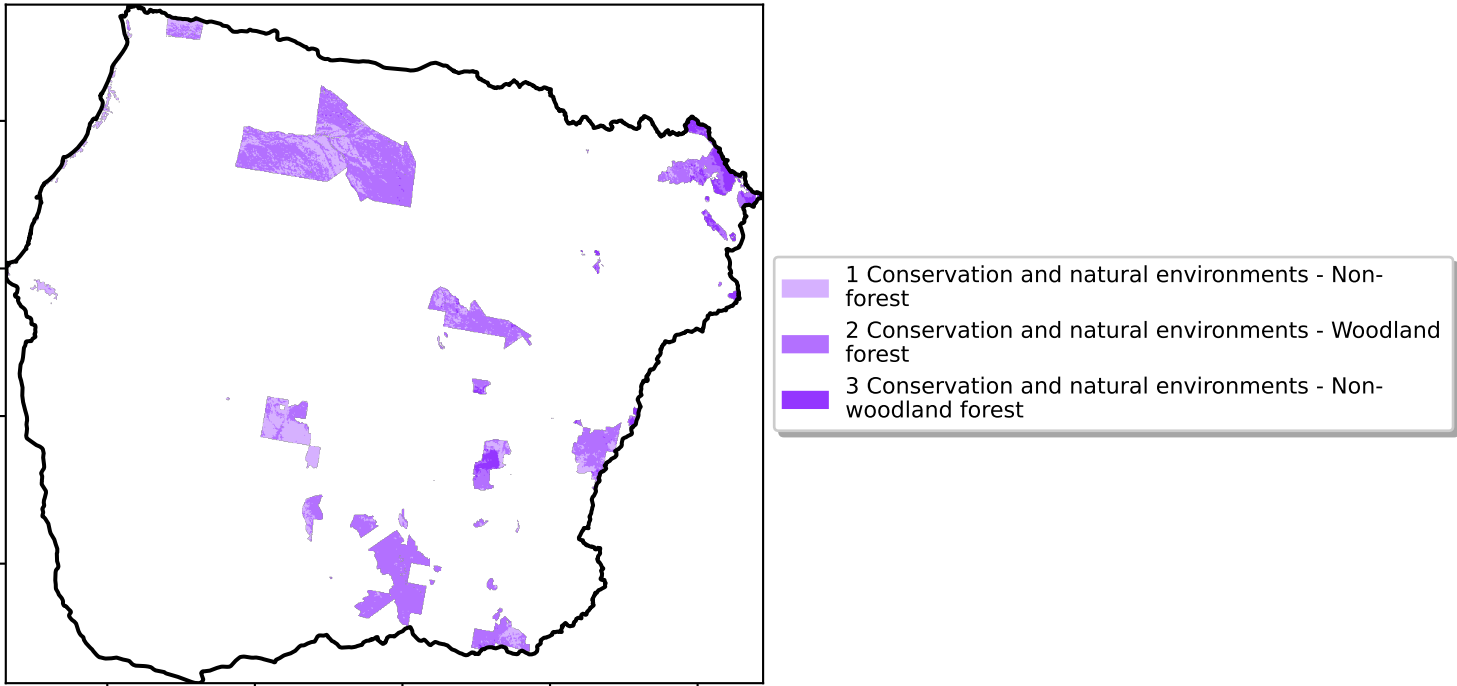 1 Conservation and natural environments - Non-
forest
2 Conservation and natural environments - Woodland
forest
3 Conservation and natural environments - Non-
woodland forest